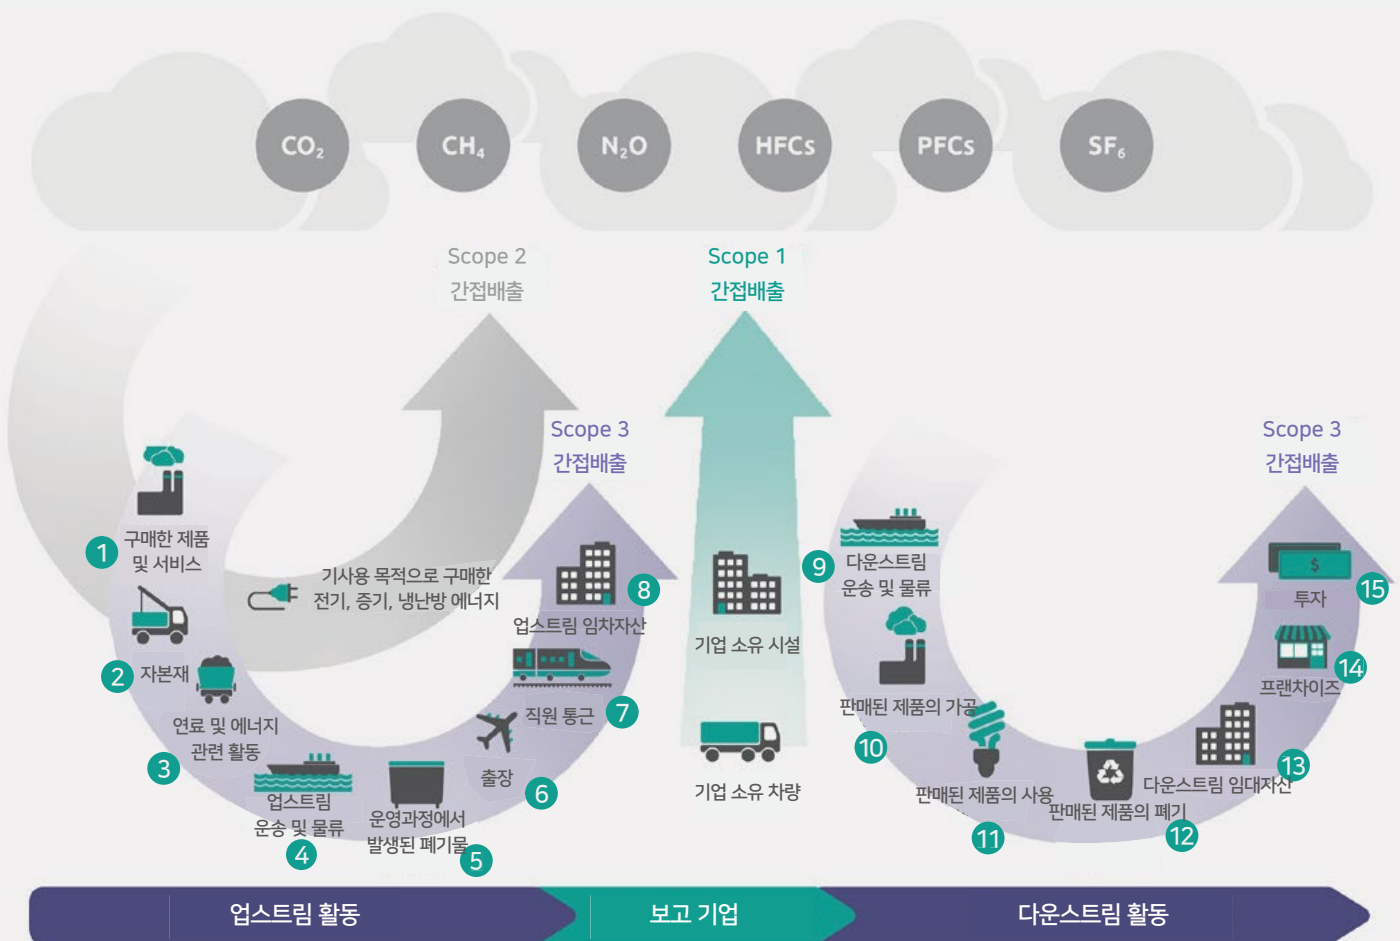 CO₂
CH₄
N₂O
HFCs
PFCs
SF₆
Scope 2
간접배출
Scope 1
간접배출
Scope 3
간접배출
Scope 3
간접배출
1
구매한 제품
및 서비스
2
자본재
3
연료 및 에너지
관련 활동
4
업스트림
운송 및 물류
5
운영과정에서
발생된 폐기물
6
출장
7
직원 통근
8
업스트림 임차자산
기사용 목적으로 구매한
전기, 증기, 냉난방 에너지
기업 소유 시설
기업 소유 차량
9
다운스트림
운송 및 물류
10
판매된 제품의 가공
11
판매된 제품의 사용
12
판매된 제품의 폐기
13
다운스트림 임대자산
14
프랜차이즈
15
$
투자
업스트림 활동
보고 기업
다운스트림 활동